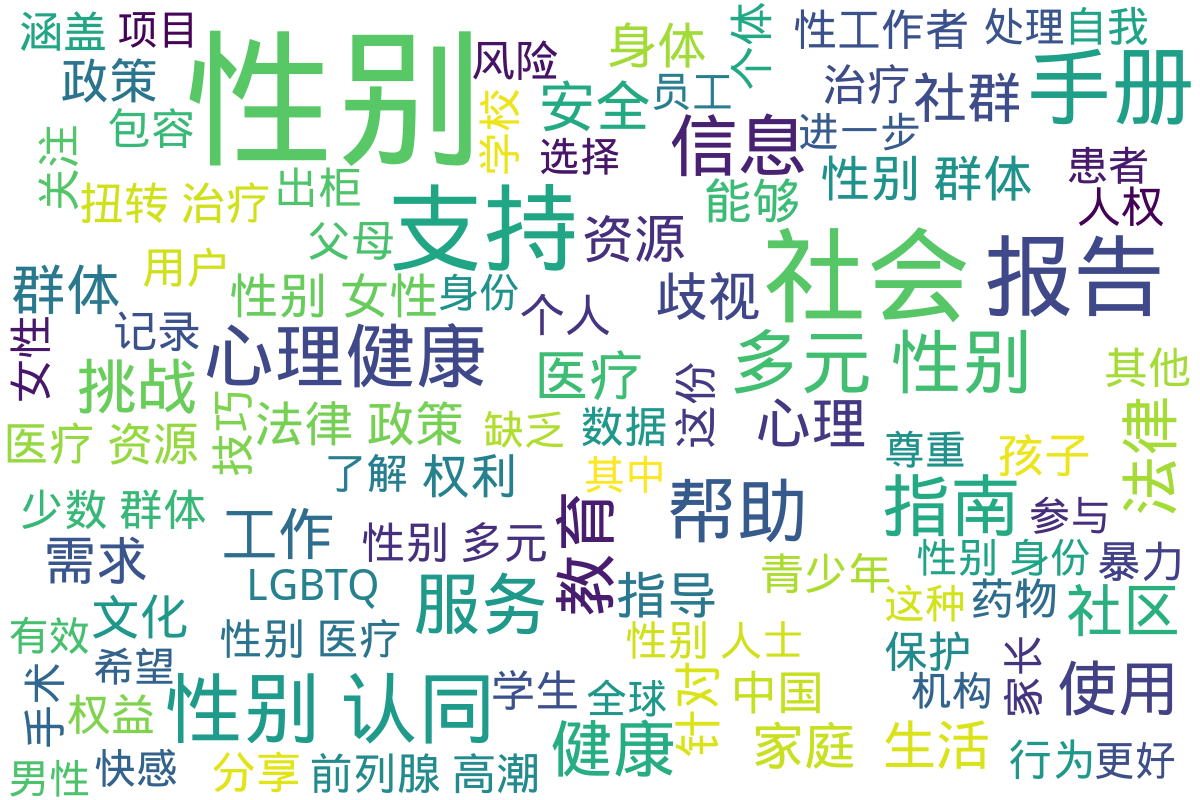 涵盖
项目
性别
风险
身体
个体
性工作者
处理
自我
政策
学校
安全
员工
治疗
社群
手册
包容
关注
选择
信息
进一步
患者
扭转 治疗
出柜
支持
能够
性别 群体
人权
父母
资源
社会
报告
用户
群体
性别 女性
身份
个人
歧视
女性
记录
心理健康
医疗
多元 性别
其他
挑战
技巧
法律 政策
缺乏
数据
这份
心理
法律
医疗 资源
了解
权利
其中
尊重
孩子
少数 群体
工作
性别 多元
教育
帮助
指南
参与
需求
LGBTQ
服务
指导
青少年
性别 身份
暴力
有效
文化
性别 医疗
性别 人士
这种
药物
社区
手术
希望
保护
家长
权益
性别 认同
学生
全球
针对
中国
机构
使用
男性
快感
分享
前列腺 高潮
健康
家庭
生活
行为
更好